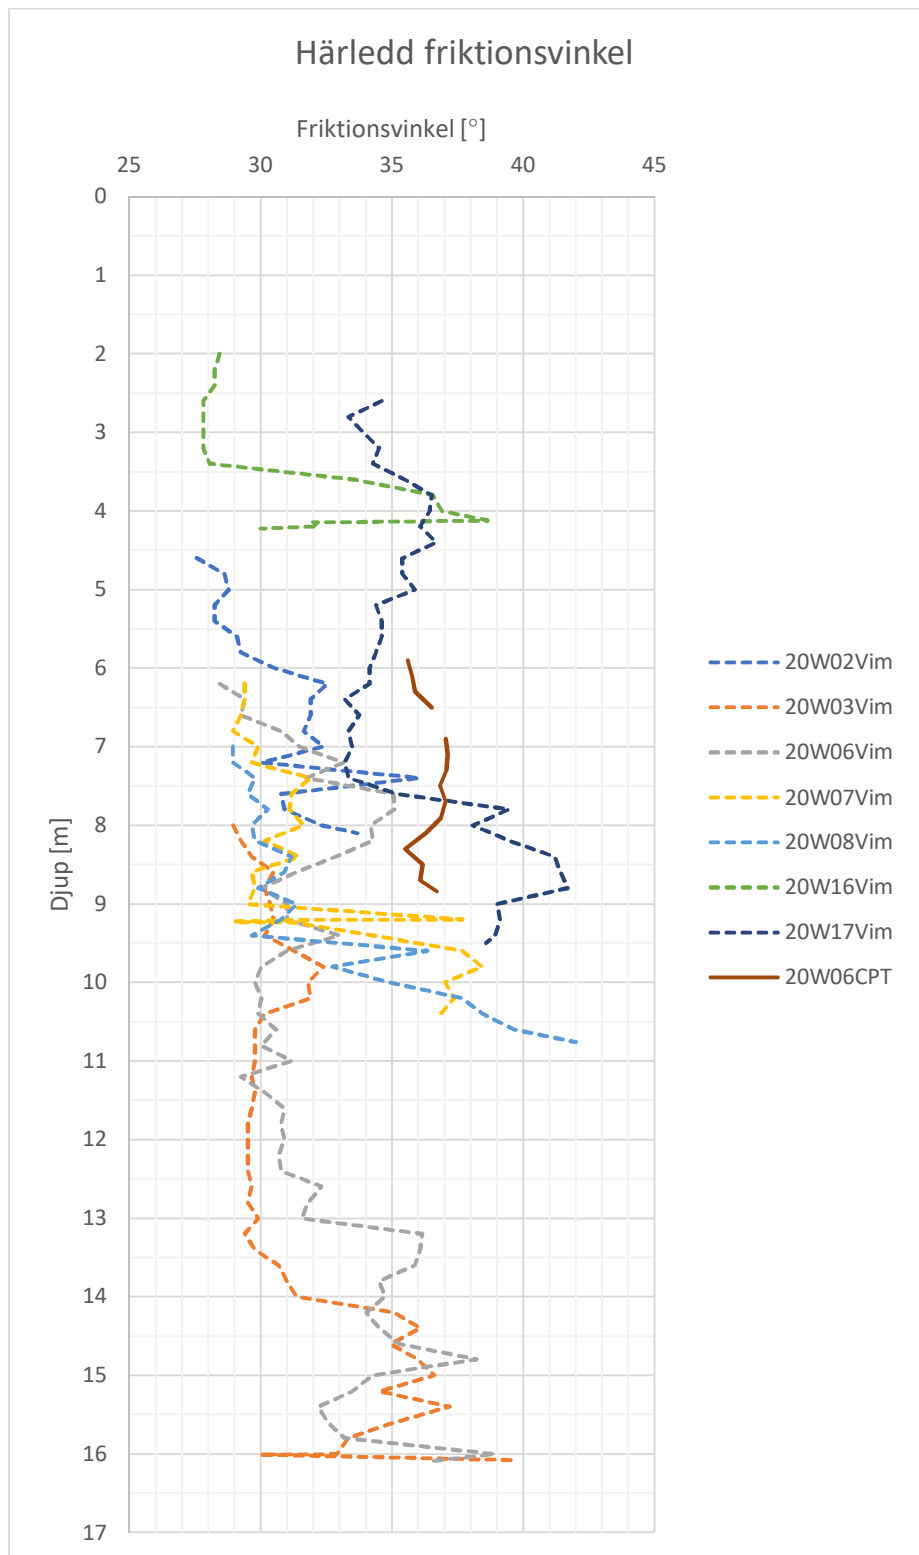 Härledd friktionsvinkel
Friktionsvinkel [°]
25 30 35 40 45
0
1
2
3
4
5
6
7
8
9
10
11
12
13
14
15
16
17
Djup [m]
20W02Vim
20W03Vim
20W06Vim
20W07Vim
20W08Vim
20W16Vim
20W17Vim
20W06CPT